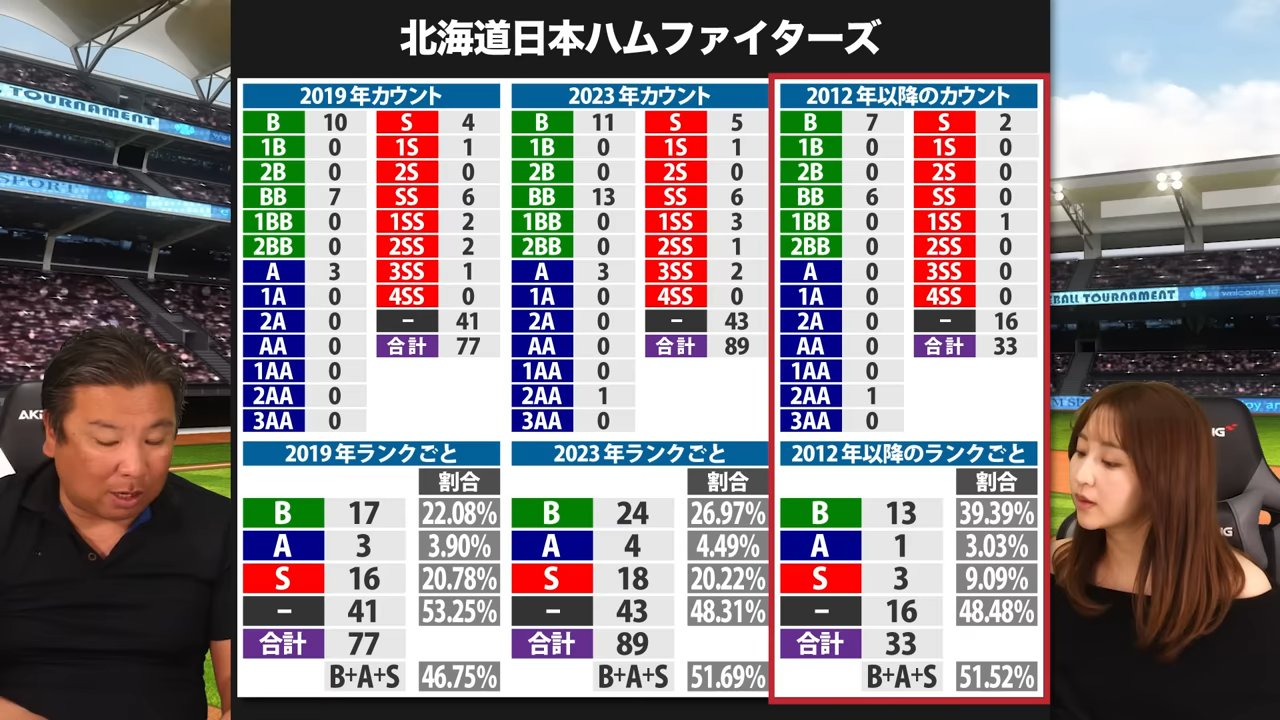 北海道日本ハムファイターズ
2019年カウント
B 10 S 4
1B 0 1S 1
2B 0 2S 0
BB 7 SS 6
1BB 0 1SS 2
2BB 0 2SS 2
A 3 3SS 1
1A 0 4SS 0
2A 0 – 41
AA 0 合計 77
1AA 0
2AA 0
3AA 0
2023年カウント
B 11 S 5
1B 0 1S 1
2B 0 2S 0
BB 13 SS 6
1BB 0 1SS 3
2BB 0 2SS 1
A 3 3SS 2
1A 0 4SS 0
2A 0 – 43
AA 0 合計 89
1AA 0
2AA 1
3AA 0
2012年以降のカウント
B 7 S 2
1B 0 1S 0
2B 0 2S 0
BB 6 SS 0
1BB 0 1SS 1
2BB 0 2SS 0
A 0 3SS 0
1A 0 4SS 0
2A 0 – 16
AA 0 合計 33
1AA 0
2AA 1
3AA 0
2019年ランクごと
割合
B 17 22.08%
A 3 3.90%
S 16 20.78%
– 41 53.25%
合計 77
B+A+S 46.75%
2023年ランクごと
割合
B 24 26.97%
A 4 4.49%
S 18 20.22%
– 43 48.31%
合計 89
B+A+S 51.69%
2012年以降のランクごと
割合
B 13 39.39%
A 1 3.03%
S 3 9.09%
– 16 48.48%
合計 33
B+A+S 51.52%
TOURNAMENT
SPORT
BALL TOURNAMENT
welcome to